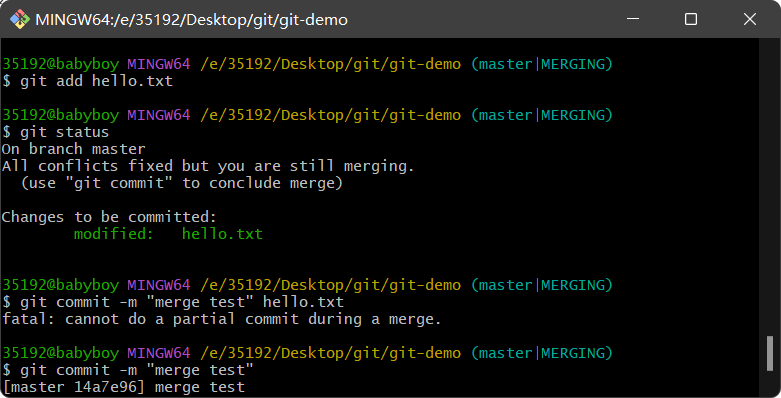 MINGW64:/e/35192/Desktop/git/git-demo
35192@babyboy MINGW64 /e/35192/Desktop/git/git-demo (master|MERGING)
$ git add hello.txt
35192@babyboy MINGW64 /e/35192/Desktop/git/git-demo (master|MERGING)
$ git status
On branch master
All conflicts fixed but you are still merging.
  (use "git commit" to conclude merge)
Changes to be committed:
        modified:   hello.txt
35192@babyboy MINGW64 /e/35192/Desktop/git/git-demo (master|MERGING)
$ git commit -m "merge test" hello.txt
fatal: cannot do a partial commit during a merge.
35192@babyboy MINGW64 /e/35192/Desktop/git/git-demo (master|MERGING)
$ git commit -m "merge test"
[master 14a7e96] merge test